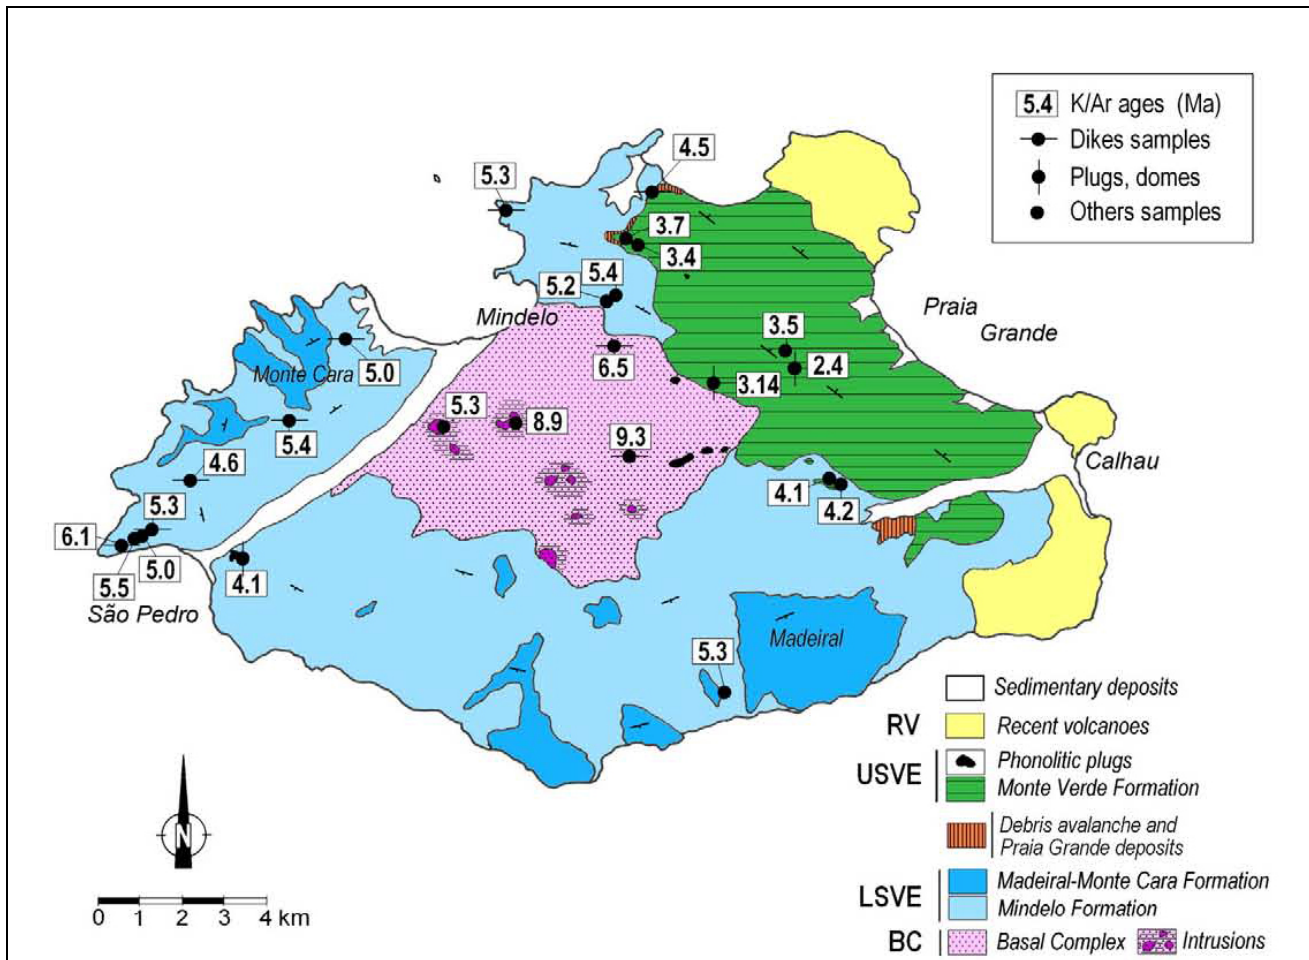 5.4 K/Ar ages (Ma)
Dikes samples
Plugs, domes
Others samples
4.5
5.3
3.7
3.4
5.4
5.2
Mindelo
Praia
Grande
3.5
2.4
6.5
3.14
5.0
Monte Cara
5.4
5.3
8.9
9.3
4.6
Calhau
4.1
4.2
5.3
6.1
5.5
5.0
4.1
São Pedro
Madeiral
5.3
Sedimentary deposits
RV
Recent volcanoes
USVE
Phonolitic plugs
Monte Verde Formation
Debris avalanche and
Praia Grande deposits
LSVE
Madeiral-Monte Cara Formation
Mindelo Formation
BC
Basal Complex
Intrusions
N
0 1 2 3 4 km